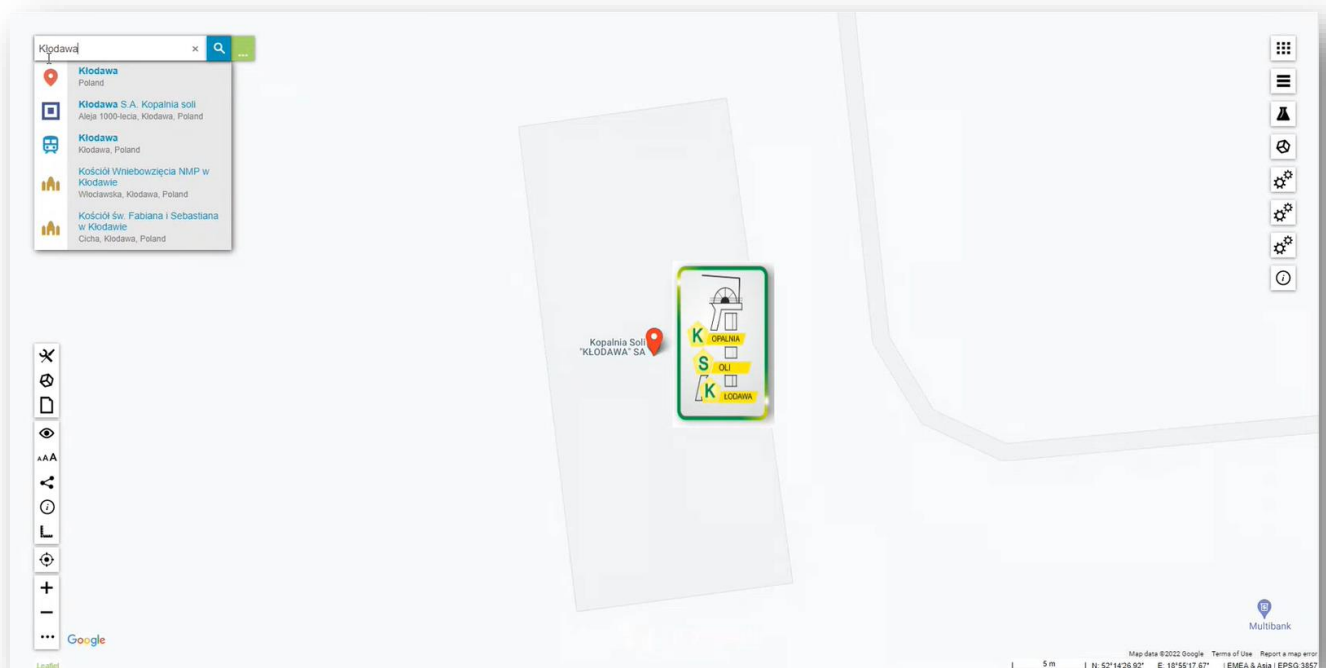 Kłodawa
×
...
Kłodawa
Poland
Kłodawa S.A. Kopalnia soli
Aleja 1000-lecia, Kłodawa, Poland
Kłodawa
Kłodawa, Poland
Kościół Wniebowzięcia NMP w
Kłodawie
Włocławska, Kłodawa, Poland
Kościół św. Fabiana i Sebastiana
w Kłodawie
Cicha, Kłodawa, Poland
Kopalnia Soli
"KŁODAWA" SA
K OPALNIA
S OLI
K LODAWA
AAA
Google
Multibank
Leaflet
Map data ©2022 Google Terms of Use Report a map error
5 m N: 52°14'26.92" E: 18°55'17.67" | EMEA & Asia | EPSG:3857